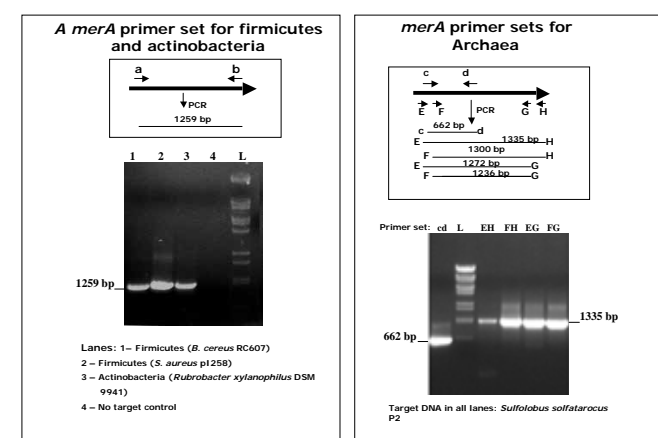 A merA primer set for firmicutes
and actinobacteria
a b
PCR
1259 bp
1 2 3 4 L
1259 bp
Lanes: 1– Firmicutes (B. cereus RC607)
2 – Firmicutes (S. aureus pI258)
3 – Actinobacteria (Rubrobacter xylanophilus DSM
9941)
4 – No target control
merA primer sets for
Archaea
c d
E F G H
PCR
662 bp
c d
E 1335 bp H
1300 bp
F H
1272 bp
E G
1236 bp
F G
Primer set: cd L EH FH EG FG
1335 bp
662 bp
Target DNA in all lanes: Sulfolobus solfatarocus
P2